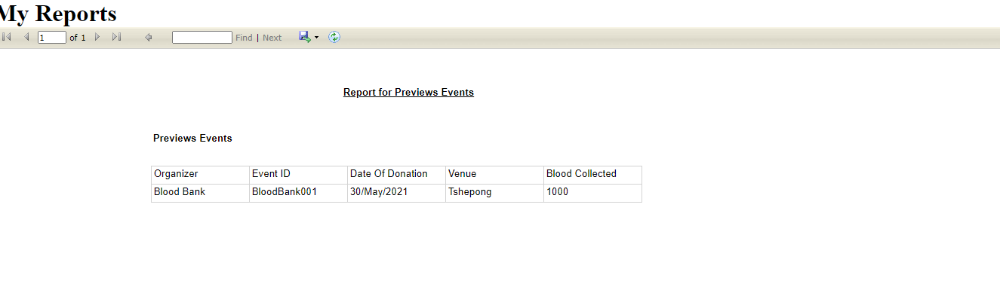 My Reports
1 of 1 Find | Next
Report for Previews Events
Previews Events
Organizer Event ID Date Of Donation Venue Blood Collected
Blood Bank BloodBank001 30/May/2021 Tshepong 1000